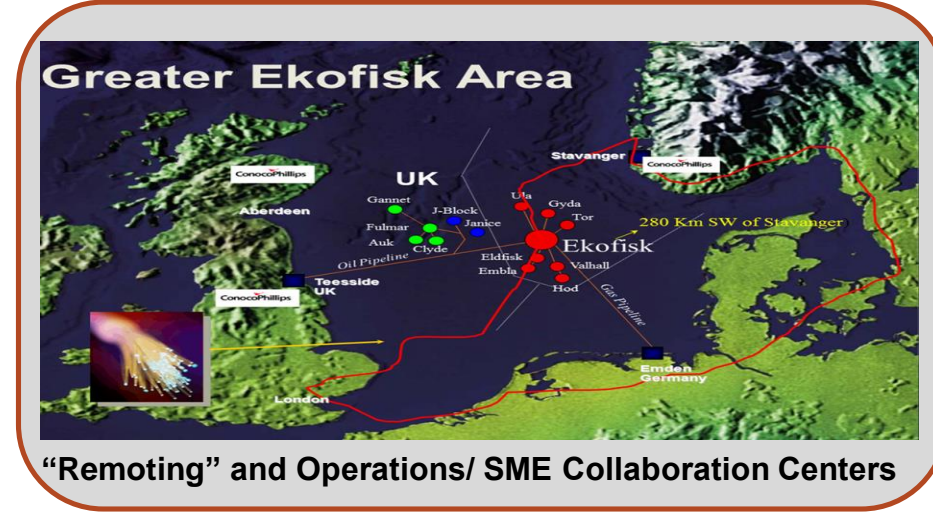 Greater Ekofisk Area
Stavanger
ConocoPhillips
ConocoPhillips
UK
Gannet
Ula
Gyda
J-Block
Tor
Aberdeen
Janice
280 Km SW of Stavanger
Fulmar
Ekofisk
Auk
Clyde
Eldfisk
Oil Pipeline
Valhall
Embla
Teesside
UK
Hod
Gas Pipeline
ConocoPhillips
Emden
Germany
London
“Remoting” and Operations/ SME Collaboration Centers